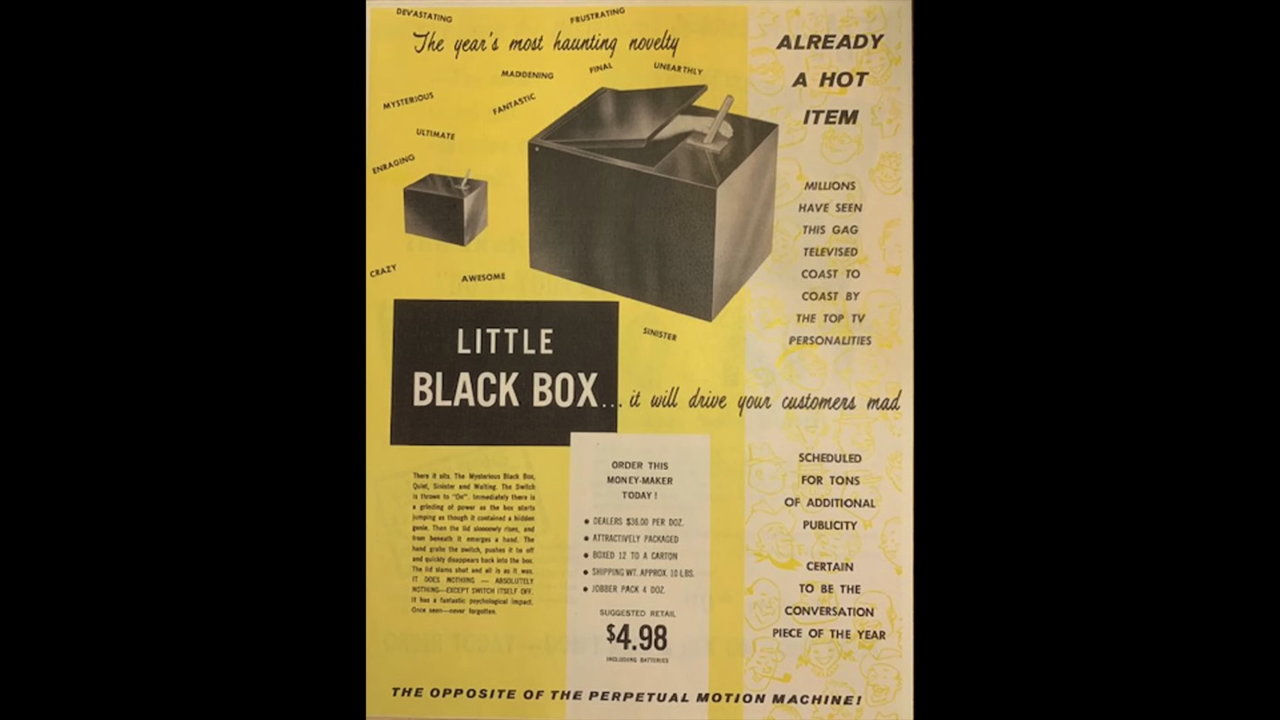 DEVASTATING
FRUSTRATING
The year's most haunting novelty
MADDENING
FINAL
UNEARTHLY
MYSTERIOUS
FANTASTIC
ULTIMATE
ENRAGING
CRAZY
AWESOME
SINISTER
LITTLE
BLACK BOX... it will drive your customers mad
There it sits. The Mysterious Black Box,
Quiet, Sinister and Waiting. The Switch
is thrown to "On". Immediately there is
a grinding of power as the box starts
jumping as though it contained a hidden
genie. Then the lid slooowly rises, and
from beneath it emerges a hand. The
hand grabs the switch, pushes it to off
and quickly disappears back into the box.
The lid slams shut and all is as it was.
IT DOES NOTHING — ABSOLUTELY
NOTHING—EXCEPT SWITCH ITSELF OFF.
It has a fantastic psychological impact.
Once seen—never forgotten.
ORDER THIS
MONEY-MAKER
TODAY!
• DEALERS $36.00 PER DOZ.
• ATTRACTIVELY PACKAGED
• BOXED 12 TO A CARTON
• SHIPPING WT. APPROX. 10 LBS.
• JOBBER PACK 4 DOZ.
SUGGESTED RETAIL
$4.98
INCLUDING BATTERIES
ALREADY
A HOT
ITEM
MILLIONS
HAVE SEEN
THIS GAG
TELEVISED
COAST TO
COAST BY
THE TOP TV
PERSONALITIES
SCHEDULED
FOR TONS
OF ADDITIONAL
PUBLICITY
CERTAIN
TO BE THE
CONVERSATION
PIECE OF THE YEAR
THE OPPOSITE OF THE PERPETUAL MOTION MACHINE!